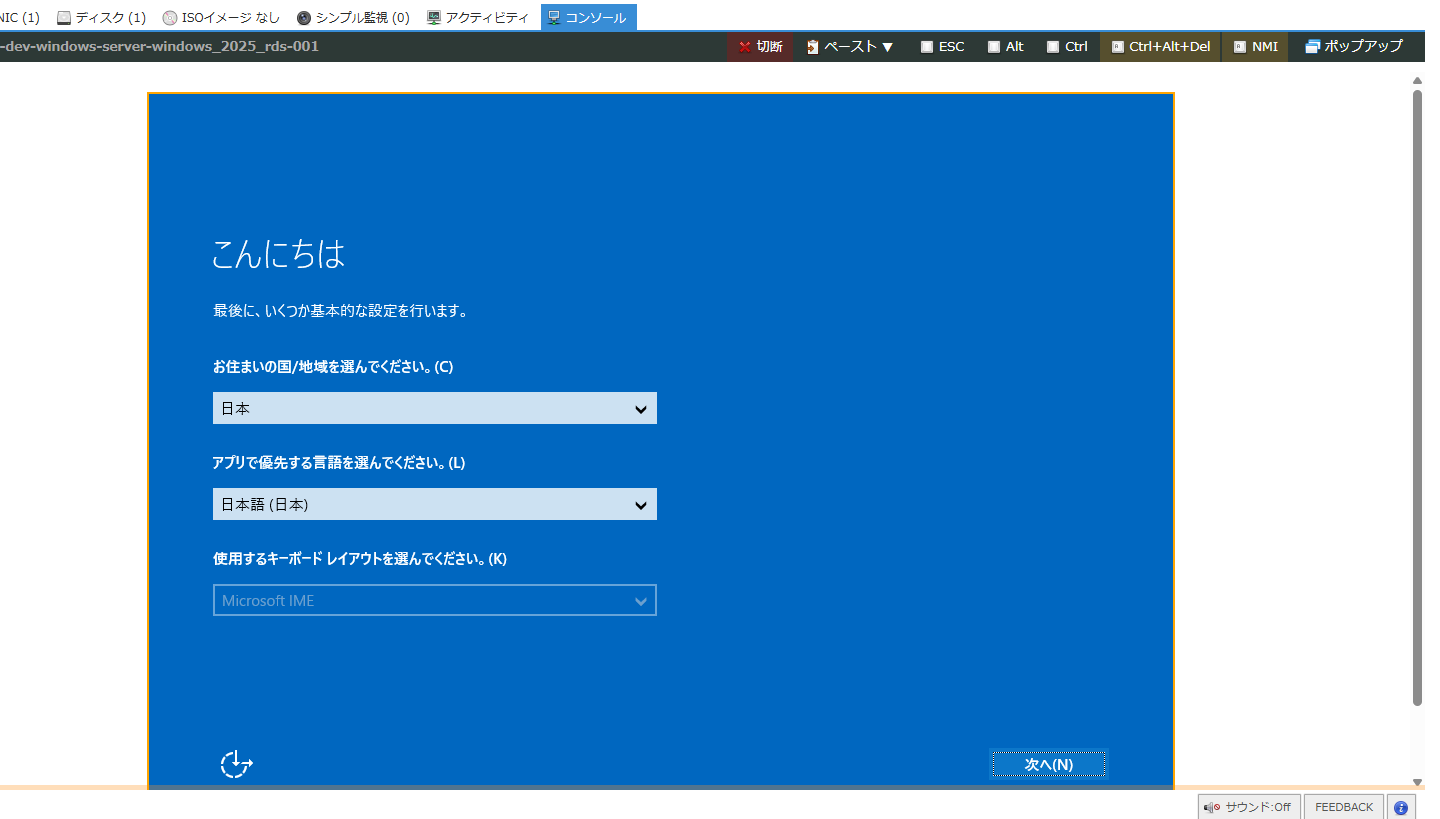 NIC (1) ディスク (1) ISOイメージ なし シンプル監視 (0) アクティビティ コンソール
-dev-windows-server-windows_2025_rds-001 切断 ペースト▼ ESC Alt Ctrl Ctrl+Alt+Del NMI ポップアップ
こんにちは
最後に、いくつか基本的な設定を行います。
お住まいの国/地域を選んでください。(C)
日本
アプリで優先する言語を選んでください。(L)
日本語 (日本)
使用するキーボード レイアウトを選んでください。(K)
Microsoft IME
次へ(N)
サウンド:Off FEEDBACK